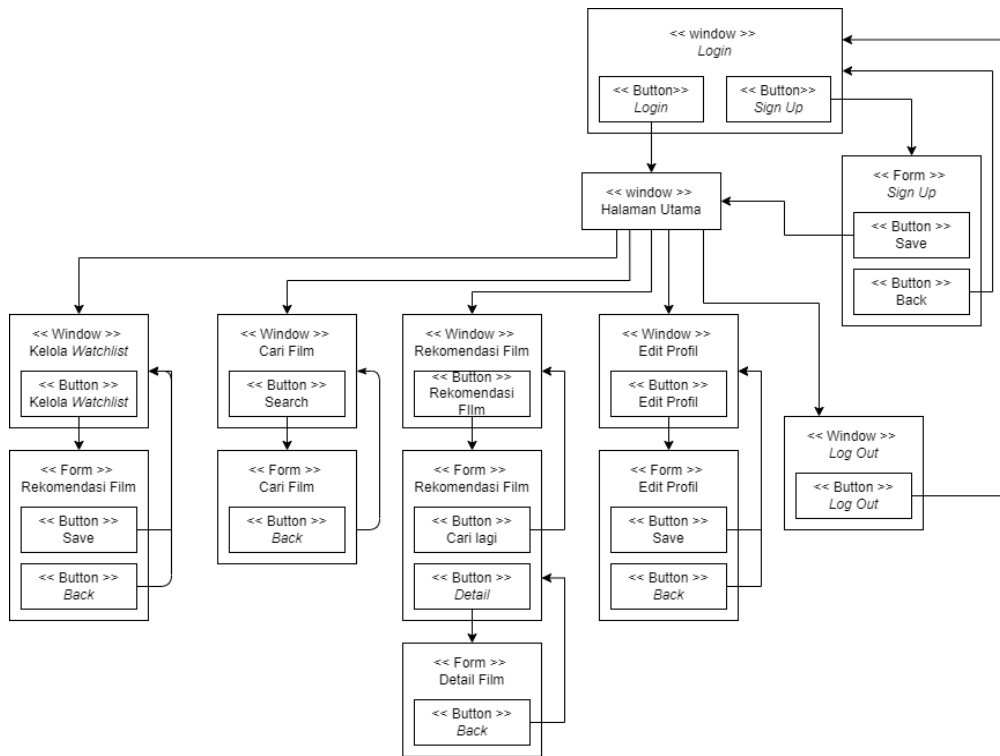 << window >>
Login
<< Button>>
Login
<< Button>>
Sign Up
<< Form >>
Sign Up
<< Button >>
Save
<< Button >>
Back
<< window >>
Halaman Utama
<< Window >>
Kelola Watchlist
<< Button >>
Kelola Watchlist
<< Form >>
Rekomendasi Film
<< Button >>
Save
<< Button >>
Back
<< Window >>
Cari Film
<< Button >>
Search
<< Form >>
Cari Film
<< Button >>
Back
<< Window >>
Rekomendasi Film
<< Button >>
Rekomendasi
FIlm
<< Form >>
Rekomendasi Film
<< Button >>
Cari lagi
<< Button >>
Detail
<< Form >>
Detail Film
<< Button >>
Back
<< Window >>
Edit Profil
<< Button >>
Edit Profil
<< Form >>
Edit Profil
<< Button >>
Save
<< Button >>
Back
<< Window >>
Log Out
<< Button >>
Log Out